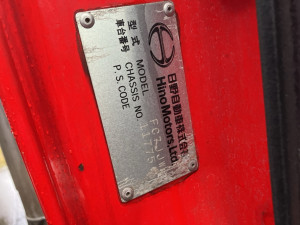 日野自動車株式会
Hino Motors, Ltd.
型式
MODEL
車台番号
CHASSIS NO.
P.S.CODE